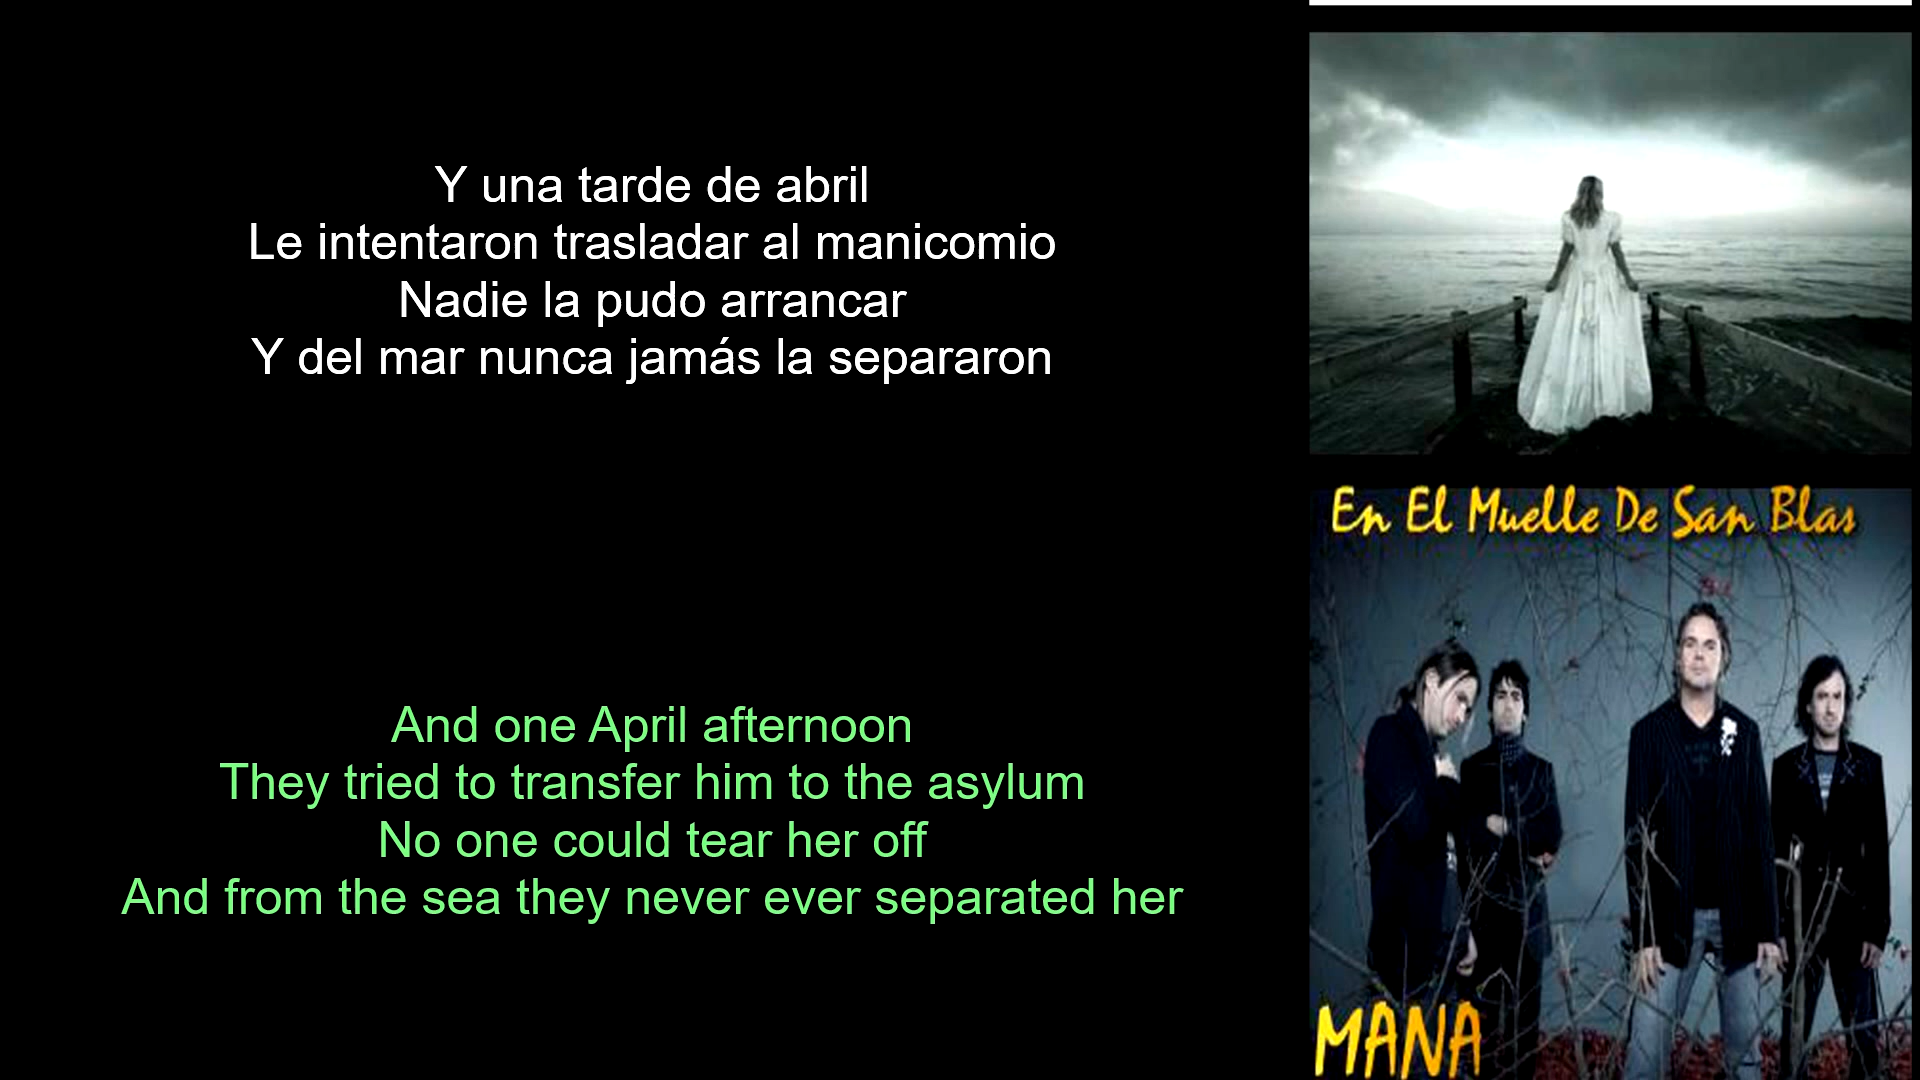 Y una tarde de abril
Le intentaron trasladar al manicomio
Nadie la pudo arrancar
Y del mar nunca jamás la separaron
And one April afternoon
They tried to transfer him to the asylum
No one could tear her off
And from the sea they never ever separated her
En El Muelle De San Blas
MANA